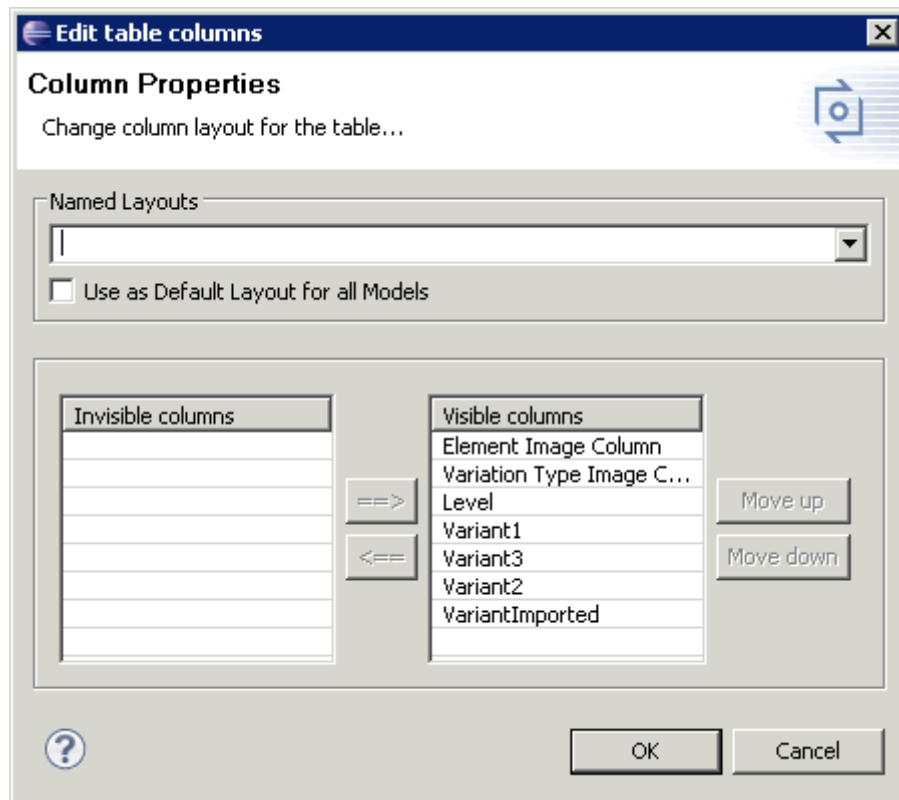 Edit table columns
Column Properties
Change column layout for the table...
Named Layouts
Use as Default Layout for all Models
Invisible columns
Visible columns
Element Image Column
Variation Type Image C...
Level
Variant1
Variant3
Variant2
VariantImported
==>
<==
Move up
Move down
?
OK
Cancel